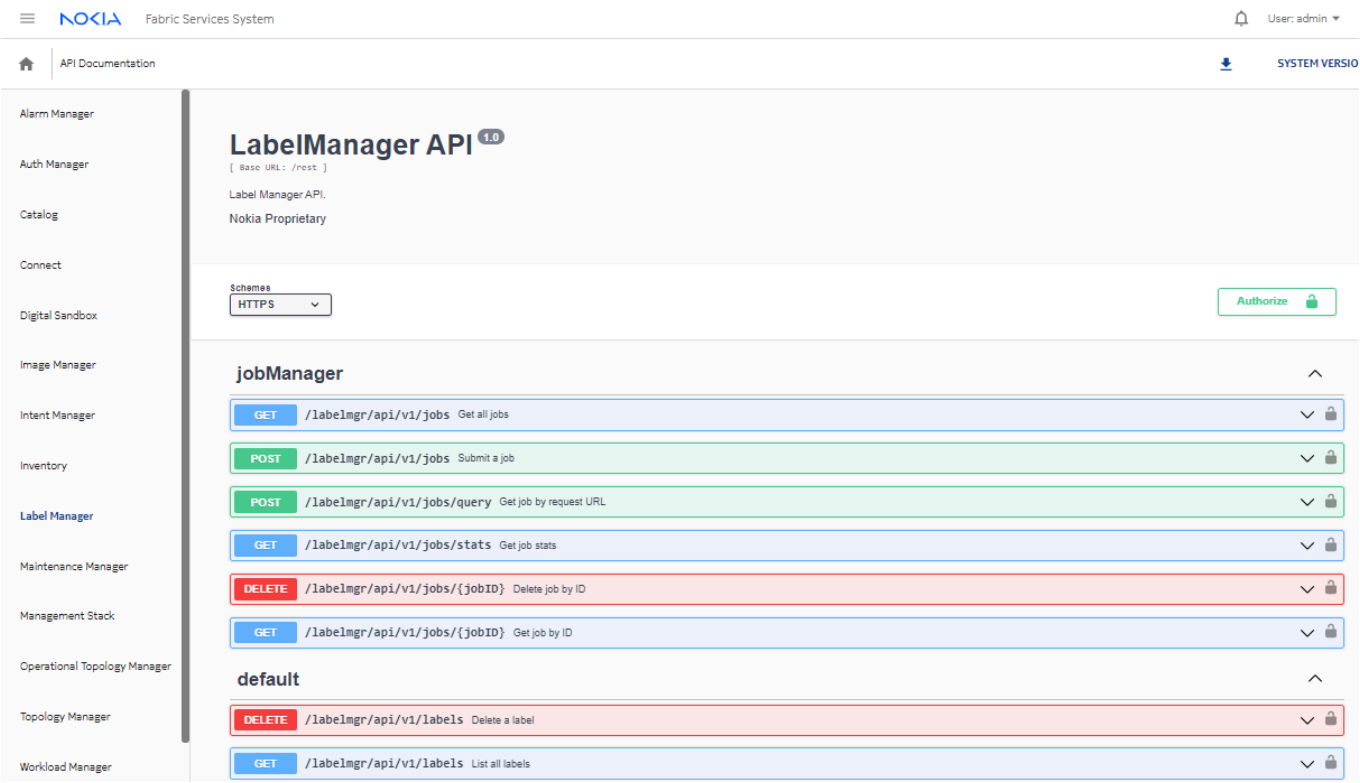 NOKIA Fabric Services System User: admin
API Documentation SYSTEM VERSIO
Alarm Manager
Auth Manager
Catalog
Connect
Digital Sandbox
Image Manager
Intent Manager
Inventory
Label Manager
Maintenance Manager
Management Stack
Operational Topology Manager
Topology Manager
Workload Manager
LabelManager API 1.0
[ Base URL: /rest ]
Label Manager API.
Nokia Proprietary
Schemes
HTTPS
Authorize
jobManager
GET /labelmgr/api/v1/jobs Get all jobs
POST /labelmgr/api/v1/jobs Submit a job
POST /labelmgr/api/v1/jobs/query Get job by request URL
GET /labelmgr/api/v1/jobs/stats Get job stats
DELETE /labelmgr/api/v1/jobs/{jobID} Delete job by ID
GET /labelmgr/api/v1/jobs/{jobID} Get job by ID
default
DELETE /labelmgr/api/v1/labels Delete a label
GET /labelmgr/api/v1/labels List all labels